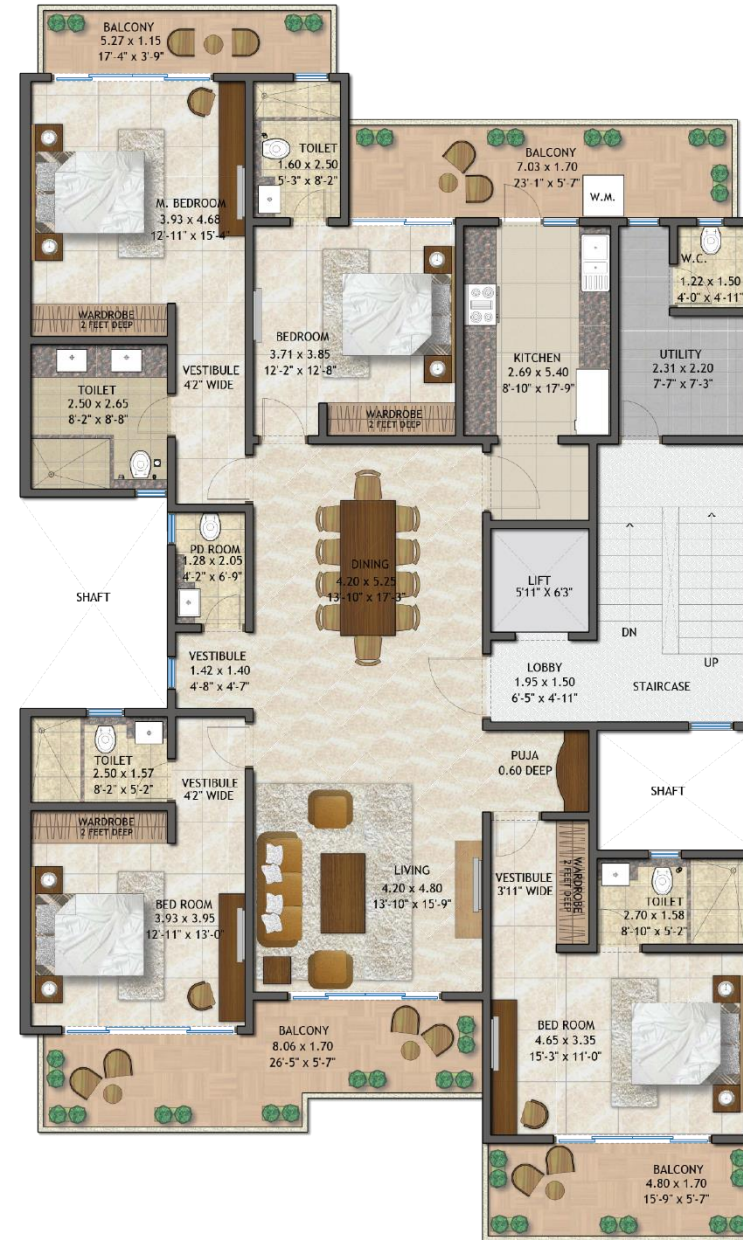 BALCONY
5.27 x 1.15
17'-4" x 3'-9"
TOILET
1.60 x 2.50
5'-3" x 8'-2"
BALCONY
7.03 x 1.70
23'-1" x 5'-7"
W.M.
M. BEDROOM
3.93 x 4.68
12'-11" x 15'-4"
W.C.
1.22 x 1.50
4'-0" x 4'-11"
WARDROBE
2 FEET DEEP
BEDROOM
3.71 x 3.85
12'-2" x 12'-8"
KITCHEN
2.69 x 5.40
8'-10" x 17'-9"
UTILITY
2.31 x 2.20
7'-7" x 7'-3"
VESTIBULE
4'2" WIDE
TOILET
2.50 x 2.65
8'-2" x 8'-8"
WARDROBE
2 FEET DEEP
PD ROOM
1.28 x 2.05
4'-2" x 6'-9"
DINING
4.20 x 5.25
13'-10" x 17'-3"
LIFT
5'11" X 6'3"
SHAFT
DN
UP
STAIRCASE
VESTIBULE
1.42 x 1.40
4'-8" x 4'-7"
LOBBY
1.95 x 1.50
6'-5" x 4'-11"
TOILET
2.50 x 1.57
8'-2" x 5'-2"
VESTIBULE
4'2" WIDE
PUJA
0.60 DEEP
SHAFT
WARDROBE
2 FEET DEEP
LIVING
4.20 x 4.80
13'-10" x 15'-9"
VESTIBULE
3'11" WIDE
WARDROBE
2 FEET DEEP
TOILET
2.70 x 1.58
8'-10" x 5'-2"
BED ROOM
3.93 x 3.95
12'-11" x 13'-0"
BALCONY
8.06 x 1.70
26'-5" x 5'-7"
BED ROOM
4.65 x 3.35
15'-3" x 11'-0"
BALCONY
4.80 x 1.70
15'-9" x 5'-7"